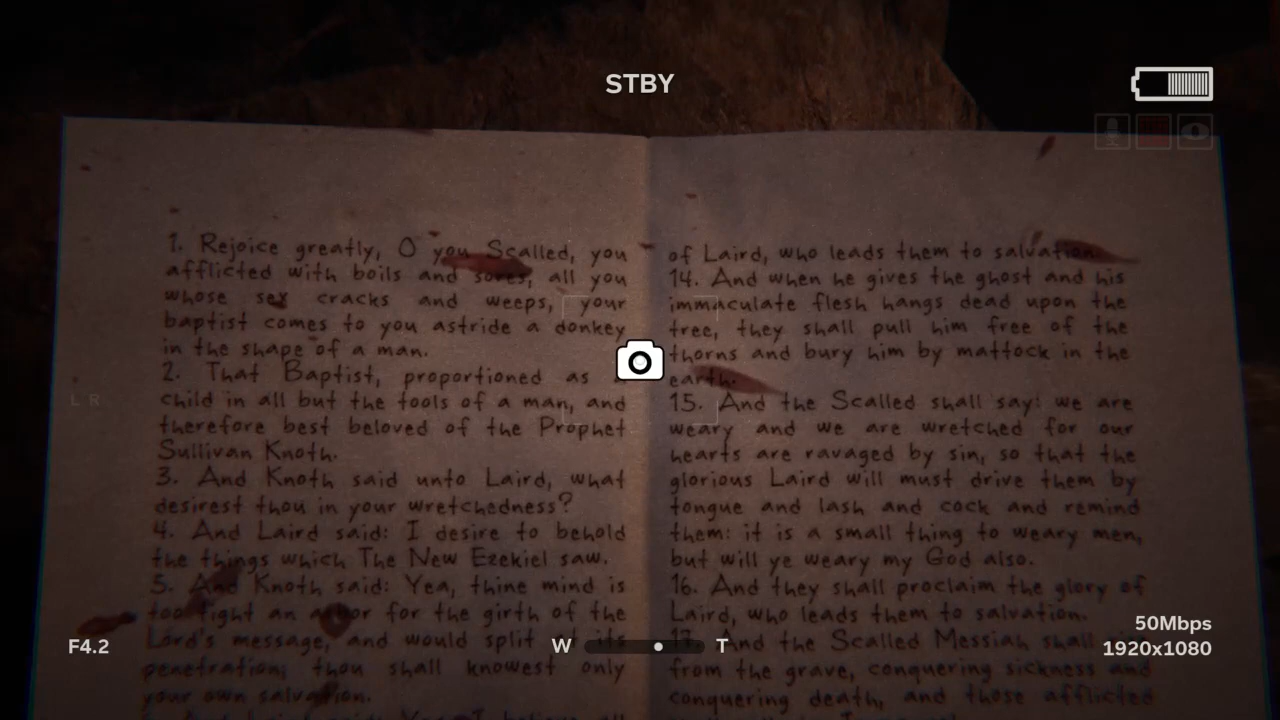 STBY
1. Rejoice greatly, O you Scalled, you
afflicted with boils and sores, all you
whose sex cracks and weeps, your
baptist comes to you astride a donkey
in the shape of a man.
2. That Baptist, proportioned as a
child in all but the tools of a man, and
therefore best beloved of the Prophet
Sullivan Knoth.
3. And Knoth said unto Laird, what
desirest thou in your wretchedness?
4. And Laird said: I desire to behold
the things which The New Ezekiel saw.
5. And Knoth said: Yea, thine mind is
too tight an arbor for the girth of the
Lord's message, and would split at its
penetration; thou shall knowest only
your own salvation.
of Laird, who leads them to salvation.
14. And when he gives the ghost and his
immaculate flesh hangs dead upon the
tree, they shall pull him free of the
thorns and bury him by mattock in the
earth.
15. And the Scalled shall say: we are
weary and we are wretched for our
hearts are ravaged by sin, so that the
glorious Laird will must drive them by
tongue and lash and cock and remind
them: it is a small thing to weary men,
but will ye weary my God also.
16. And they shall proclaim the glory of
Laird, who leads them to salvation.
17. And the Scalled Messiah shall
from the grave, conquering sickness and
conquering death, and those afflicted
L R
F4.2
W T
50Mbps
1920x1080